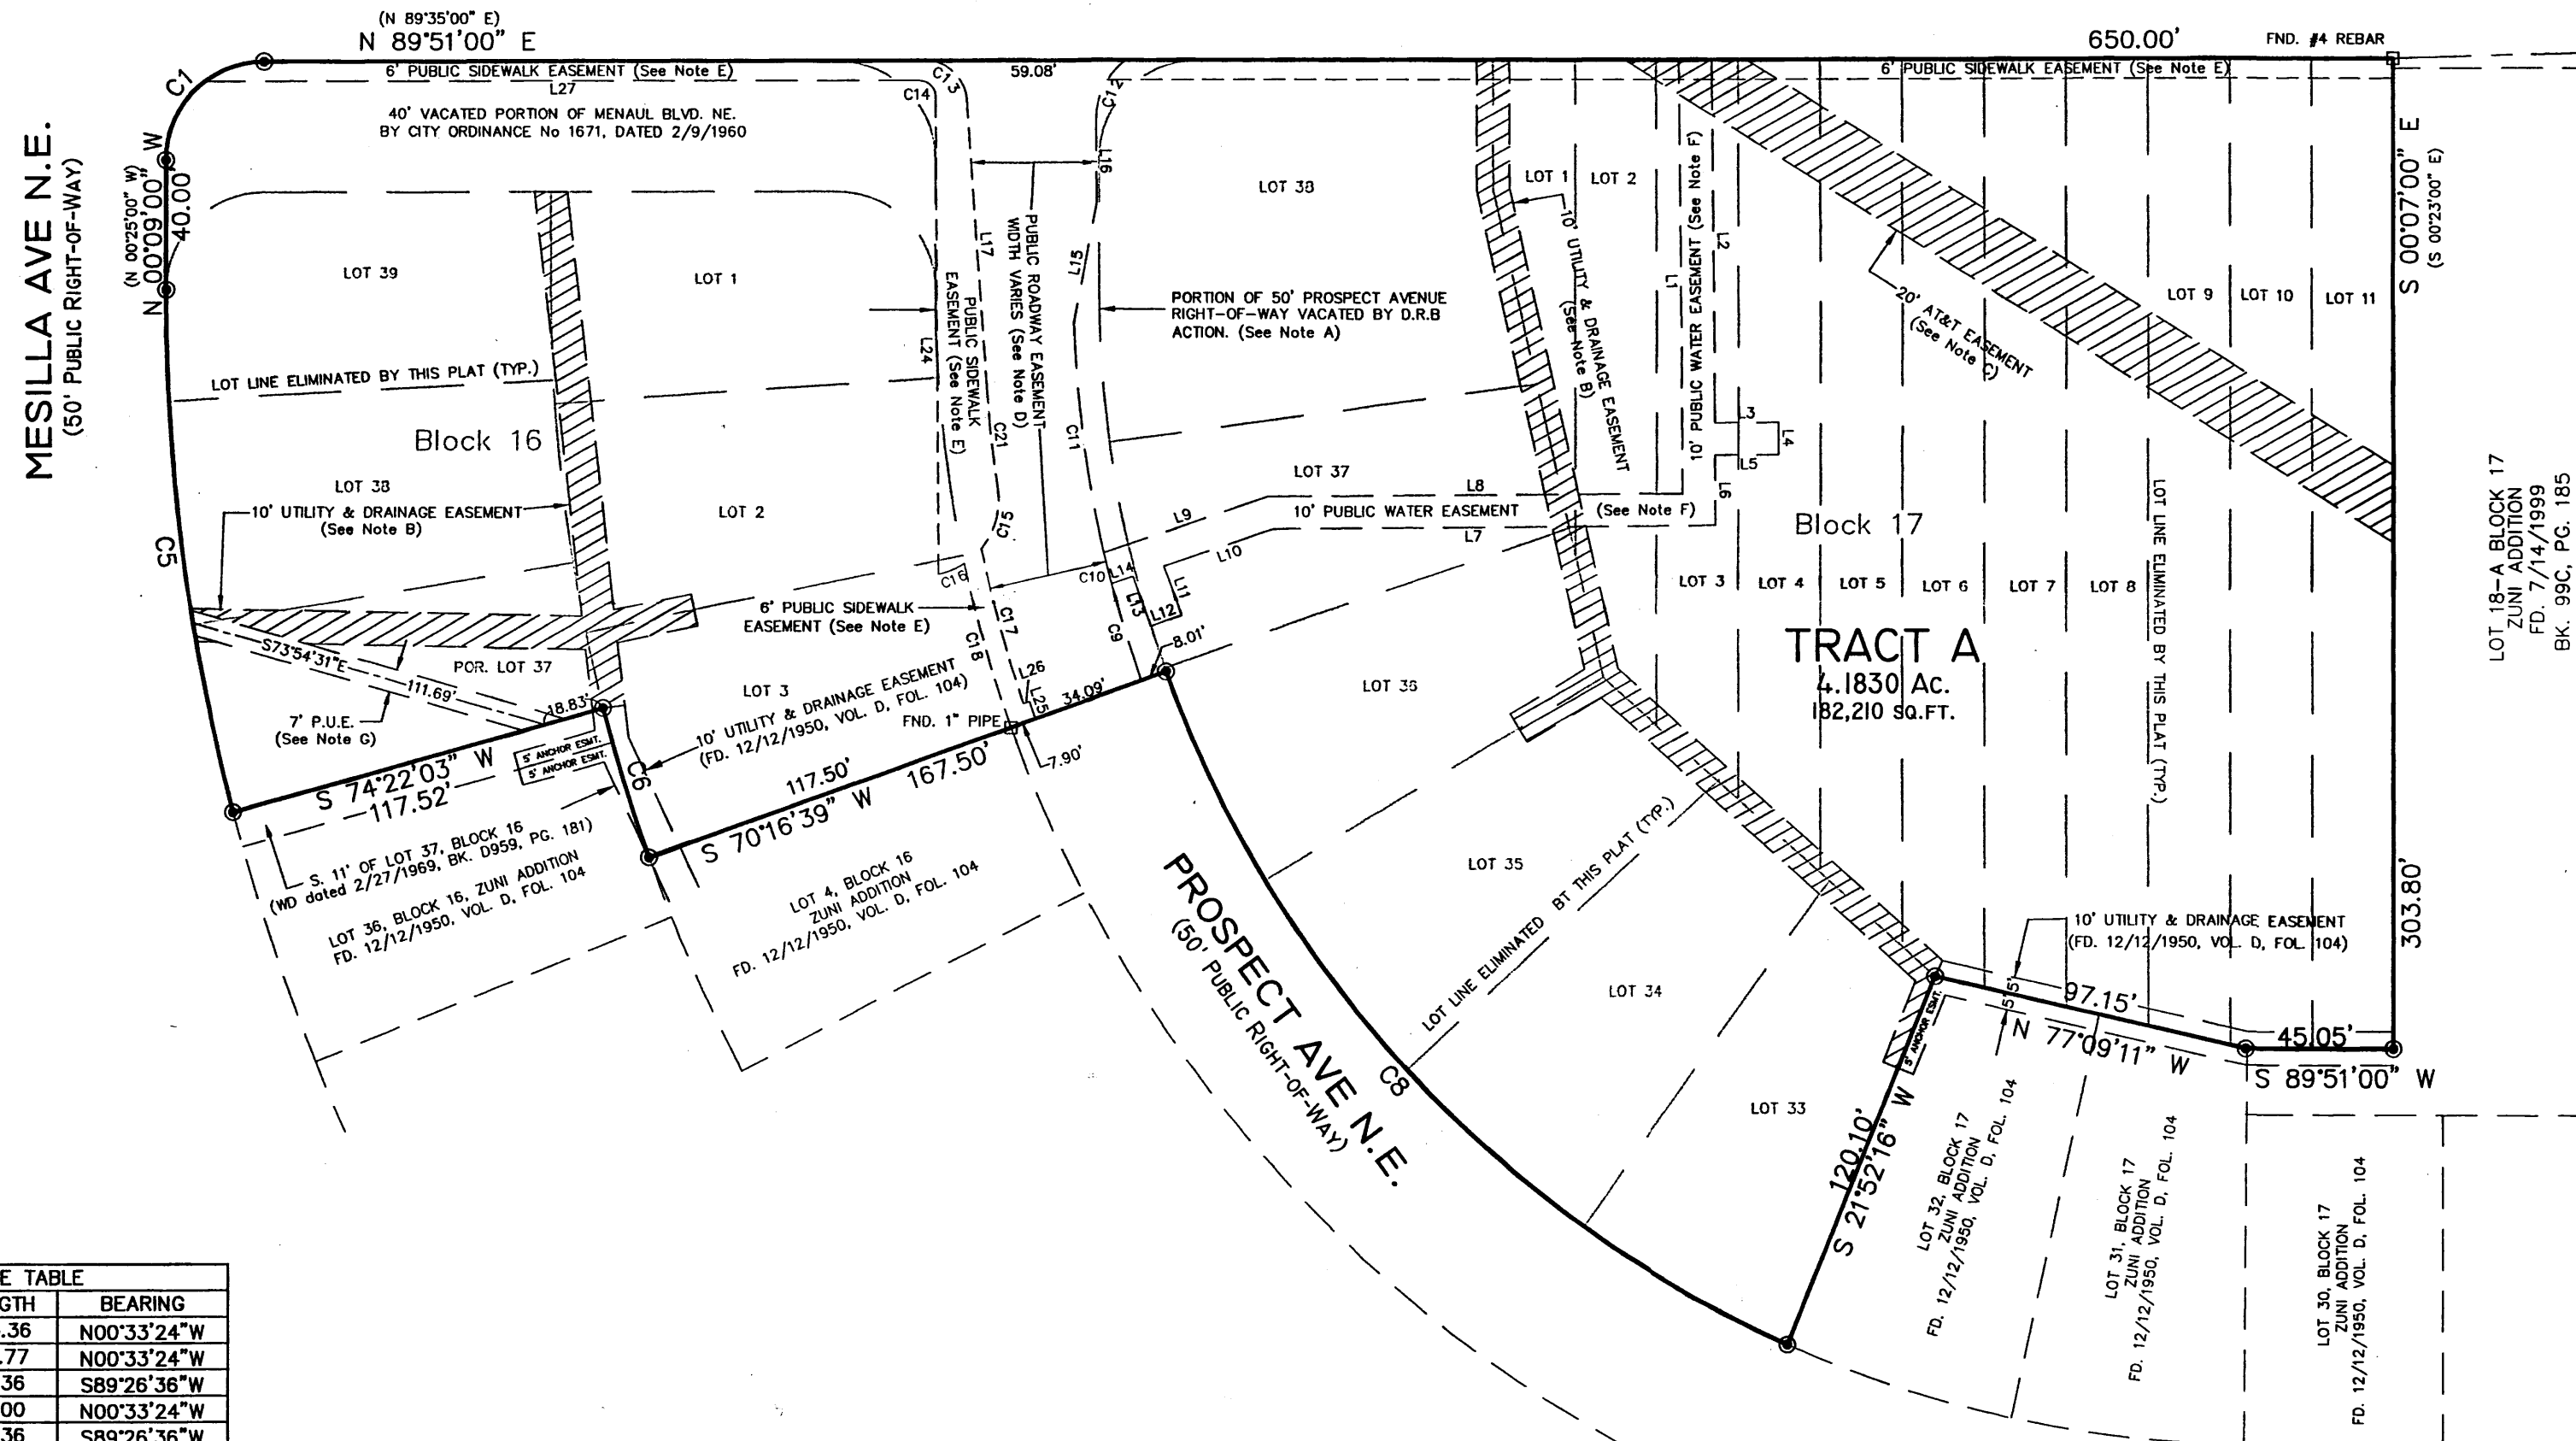 (N 89°35'00" E)
N 89°51'00" E
650.00'
FND. #4 REBAR
6' PUBLIC SIDEWALK EASEMENT (See Note E)
L27
59.08'
6' PUBLIC SIDEWALK EASEMENT (See Note E)
C1
C14
C13
C12
40' VACATED PORTION OF MENAUL BLVD. NE.
BY CITY ORDINANCE No 1671, DATED 2/9/1960
MESILLA AVE N.E.
(50' PUBLIC RIGHT-OF-WAY)
(N 00°25'00" W)
N 00°09'00" W
40.00'
L16
LOT 38
LOT 1
LOT 2
S 00°07'00" E
(S 00°23'00" E)
LOT 39
LOT 1
L17
PUBLIC ROADWAY EASEMENT
WIDTH VARIES (See Note D)
L15
PUBLIC SIDEWALK
EASEMENT (See Note E)
L24
PORTION OF 50' PROSPECT AVENUE
RIGHT-OF-WAY VACATED BY D.R.B
ACTION. (See Note A)
10' UTILITY & DRAINAGE EASEMENT
(See Note B)
10' PUBLIC WATER EASEMENT (See Note F)
L1
L2
20' AT&T EASEMENT
(See Note C)
LOT 9
LOT 10
LOT 11
LOT LINE ELIMINATED BY THIS PLAT (TYP.)
Block 16
C21
C11
L3
L4
L5
L6
LOT 38
10' UTILITY & DRAINAGE EASEMENT
(See Note B)
LOT 2
LOT 37
L8
L9
10' PUBLIC WATER EASEMENT
(See Note F)
L7
L10
Block 17
C5
C15
C16
C10
L14
L13
L11
L12
LOT 3
LOT 4
LOT 5
LOT 6
LOT 7
LOT 8
LOT LINE ELIMINATED BY THIS PLAT (TYP.)
LOT 18-A BLOCK 17
ZUNI ADDITION
FD. 7/14/1999
BK. 99C, PG. 185
6' PUBLIC SIDEWALK
EASEMENT (See Note E)
C17
C18
C9
8.01'
S73°54'31"E
111.69'
POR. LOT 37
18.83'
7' P.U.E.
(See Note G)
LOT 3
10' UTILITY & DRAINAGE EASEMENT
(FD. 12/12/1950, VOL. D, FOL. 104)
FND. 1" PIPE
L26
L25
34.09'
7.90'
LOT 36
TRACT A
4.1830 AC.
182,210 SQ.FT.
S 74°22'03" W
117.52'
5' ANCHOR ESMT.
5' ANCHOR ESMT.
C6
117.50'
S 70°16'39" W 167.50'
S. 11' OF LOT 37, BLOCK 16
(WD dated 2/27/1969, BK. D959, PG. 181)
LOT 36, BLOCK 16, ZUNI ADDITION
FD. 12/12/1950, VOL. D, FOL. 104
LOT 4, BLOCK 16
ZUNI ADDITION
FD. 12/12/1950, VOL. D, FOL. 104
PROSPECT AVE N.E.
(50' PUBLIC RIGHT-OF-WAY)
C8
LOT 35
LOT LINE ELIMINATED BT THIS PLAT (TYP.)
LOT 34
LOT 33
303.80'
10' UTILITY & DRAINAGE EASEMENT
(FD. 12/12/1950, VOL. D, FOL. 104)
5'
5'
97.15'
N 77°09'11" W
45.05'
S 89°51'00" W
5' ANCHOR ESMT.
120.10'
S 21°52'16" W
LOT 32, BLOCK 17
ZUNI ADDITION
FD. 12/12/1950, VOL. D, FOL. 104
LOT 31, BLOCK 17
ZUNI ADDITION
FD. 12/12/1950, VOL. D, FOL. 104
LOT 30, BLOCK 17
ZUNI ADDITION
FD. 12/12/1950, VOL. D, FOL. 104
E TABLE
GTH BEARING
.36 N00°33'24"W
.77 N00°33'24"W
36 S89°26'36"W
00 N00°33'24"W
36 S89°26'36"W